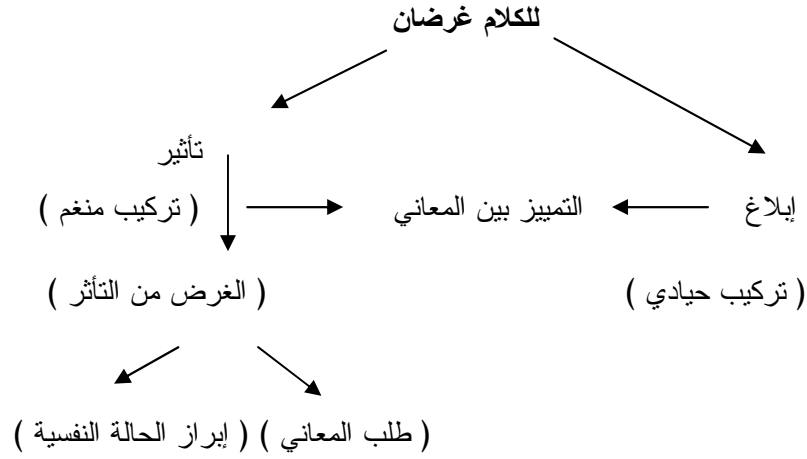 للكلام غرضان
تأثير
إبلاغ التمييز بين المعاني ( تركيب منغم )
( تركيب حيادي ) ( الغرض من التأثر )
( طلب المعاني ) ( إبراز الحالة النفسية )